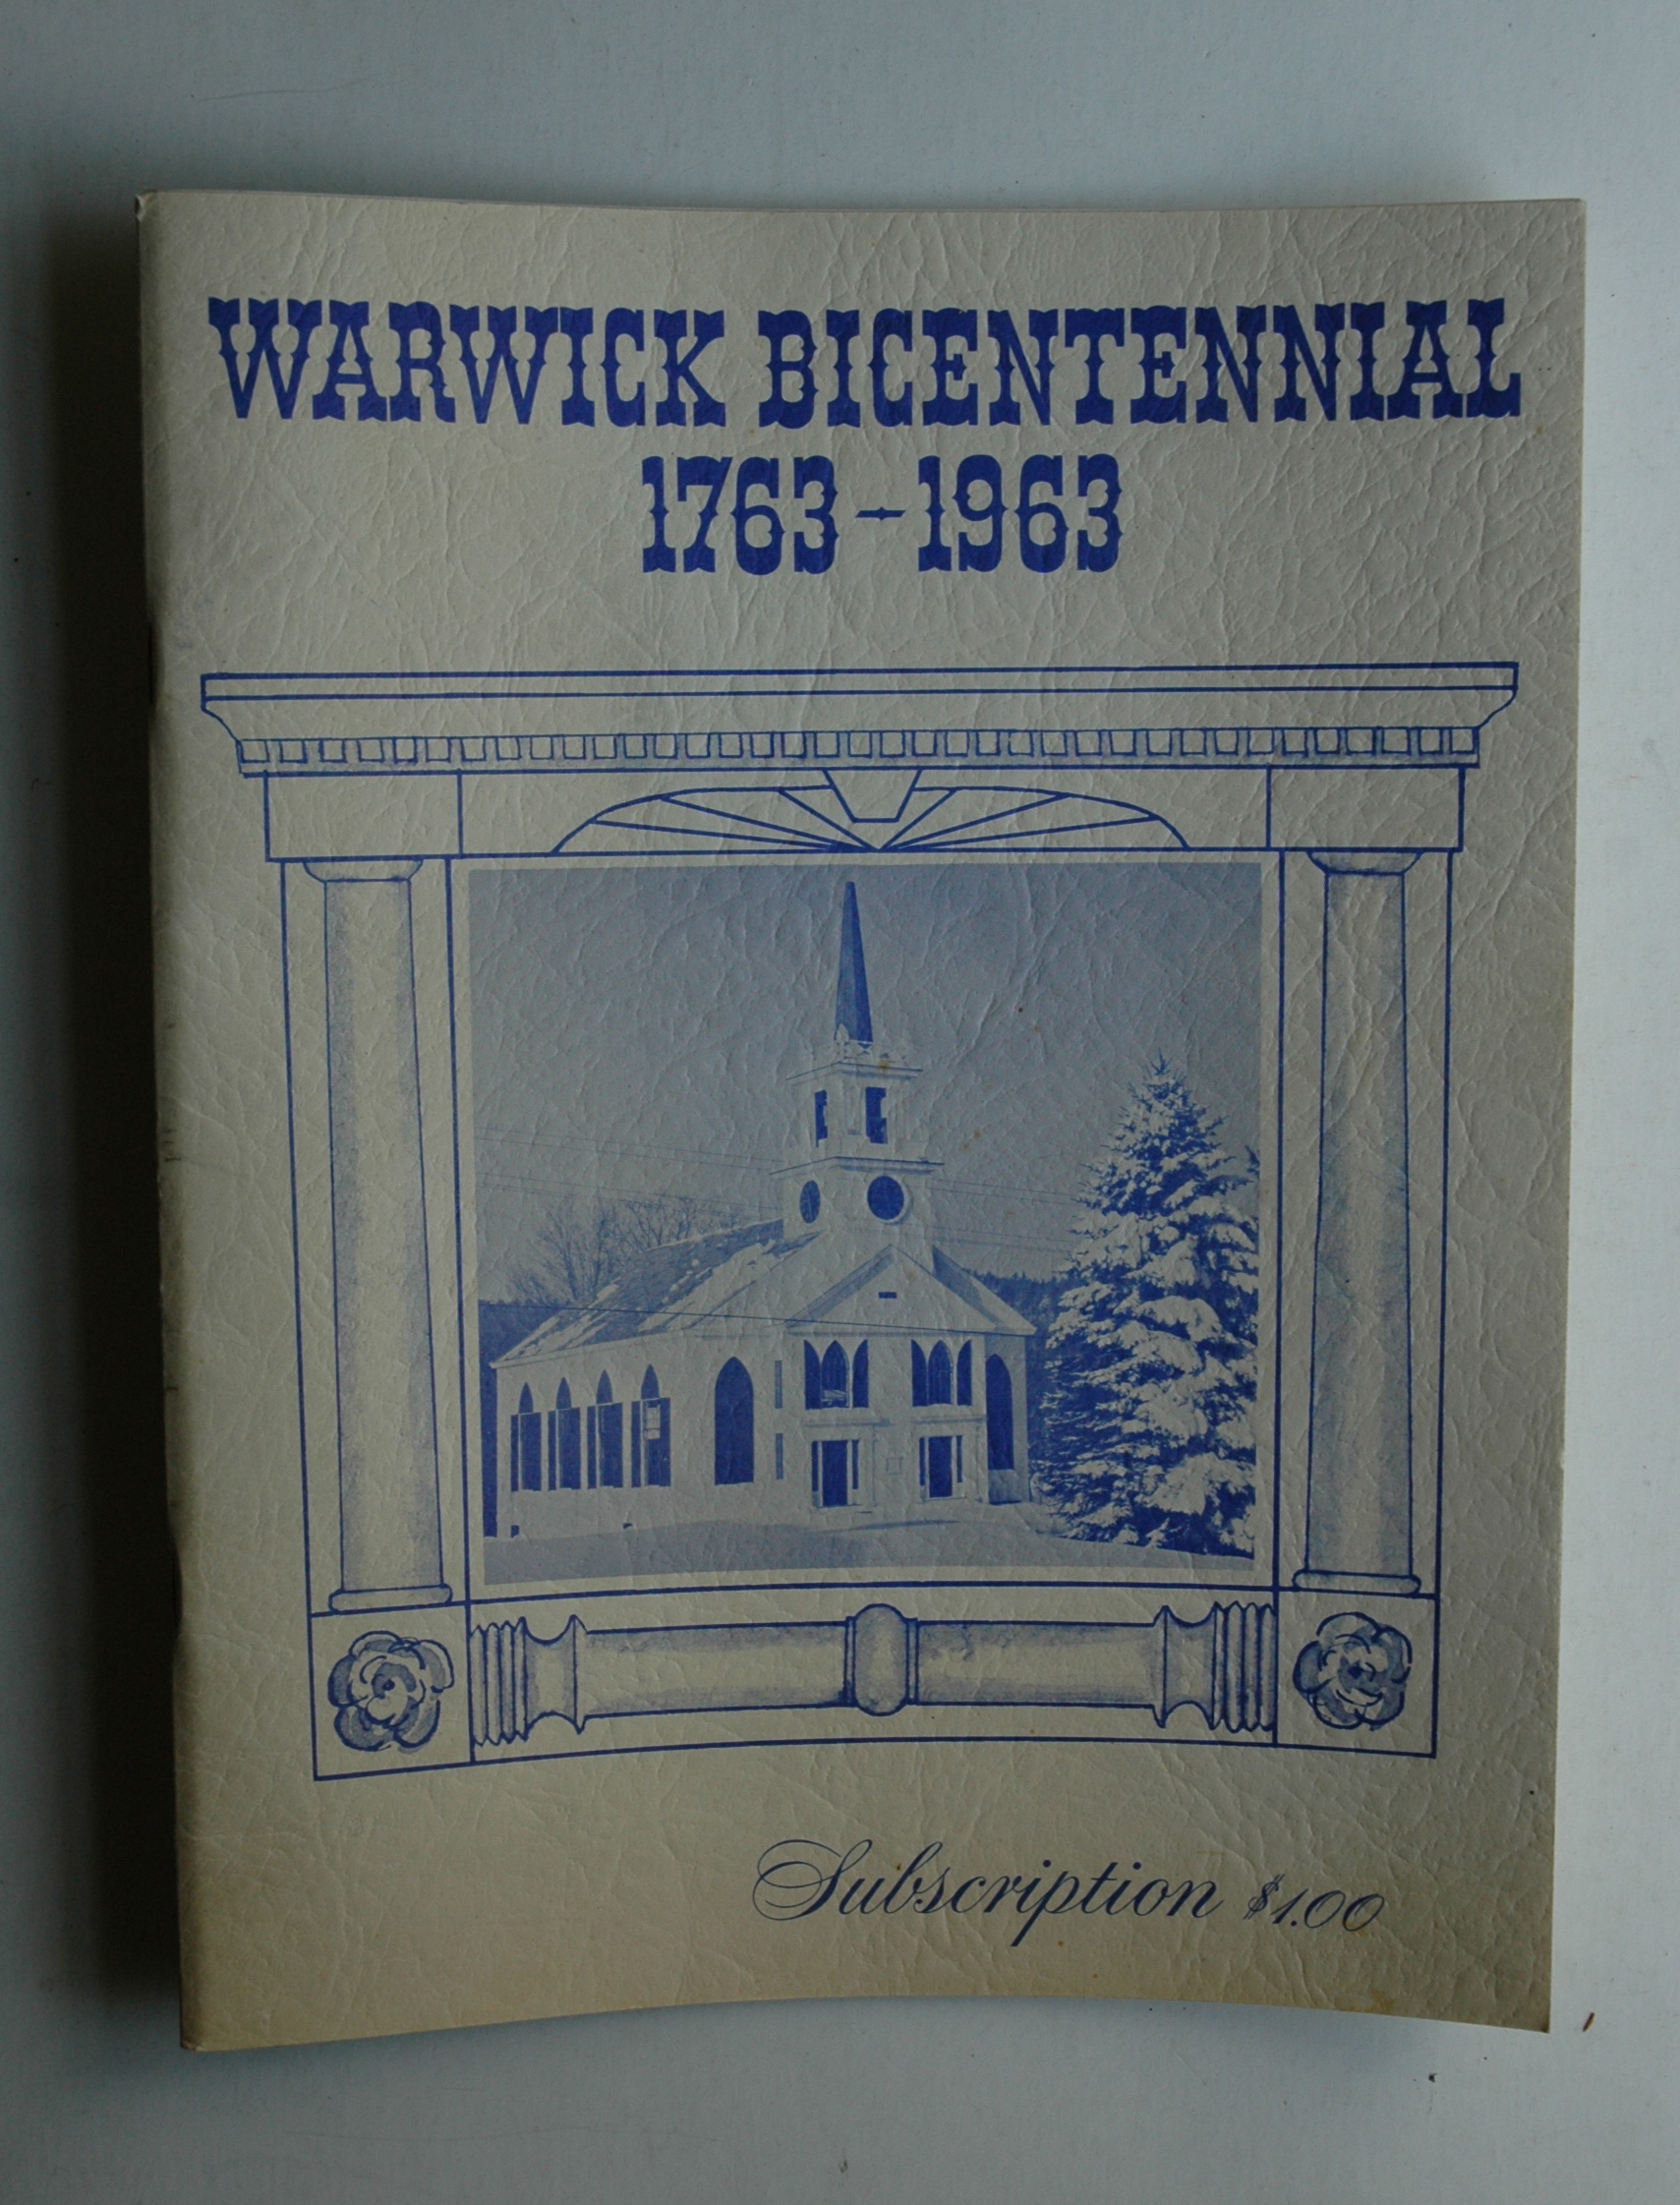 WARWICK BICENTENNIAL
1763-1963
Subscription $1.00